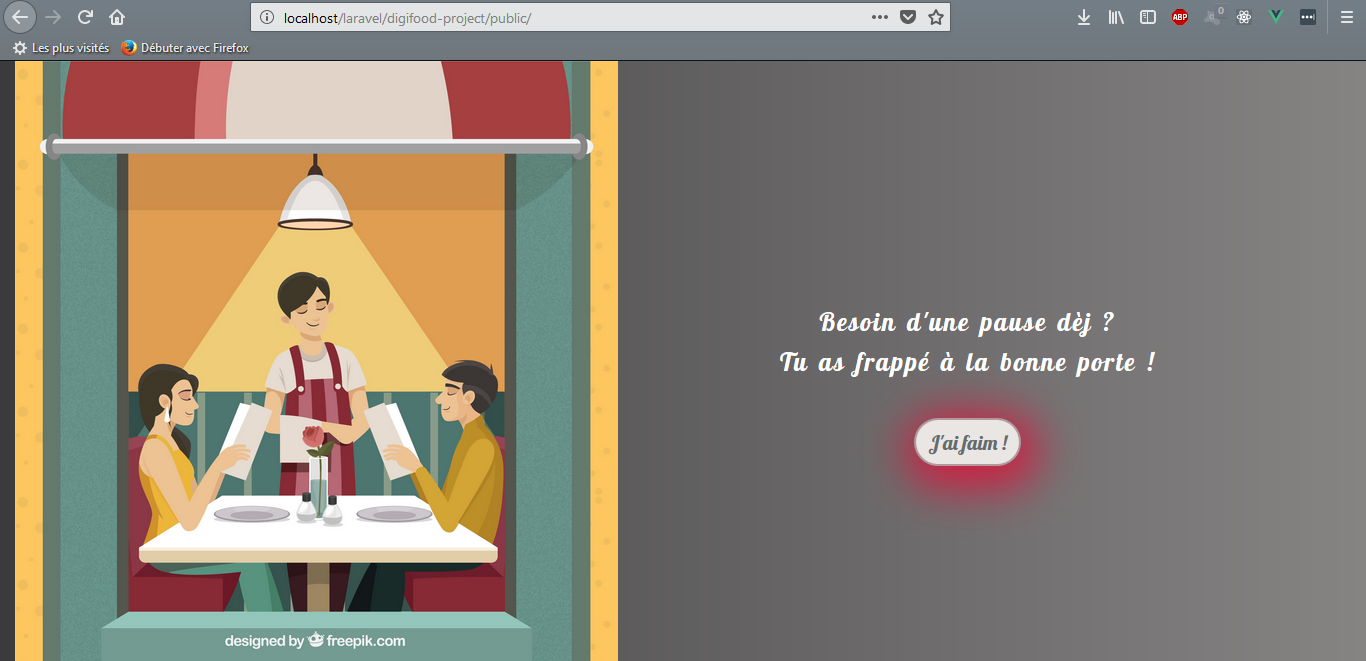 localhost/laravel/digifood-project/public/
ABP
0
Les plus visités
Débuter avec Firefox
Besoin d'une pause dèj ?
Tu as frappé à la bonne porte !
J'ai faim !
designed by freepik.com